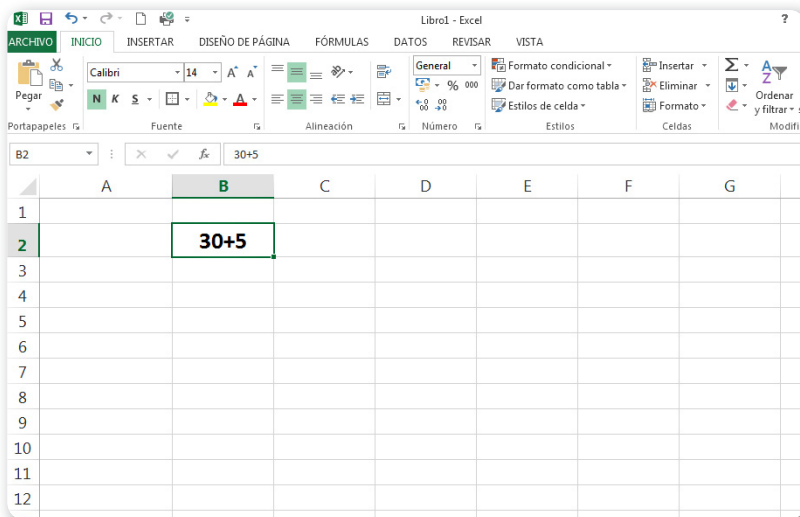 Libro1 - Excel ?
ARCHIVO INICIO INSERTAR DISEÑO DE PÁGINA FÓRMULAS DATOS REVISAR VISTA
Calibri 14 A A General Formato condicional Insertar Σ
% 000 Dar formato como tabla Eliminar
Pegar N K S A Estilos de celda Formato Ordenar
y filtrar
Portapapeles Fuente Alineación Número Estilos Celdas Modifi
B2 fx 30+5
A B C D E F G
1
2 30+5
3
4
5
6
7
8
9
10
11
12